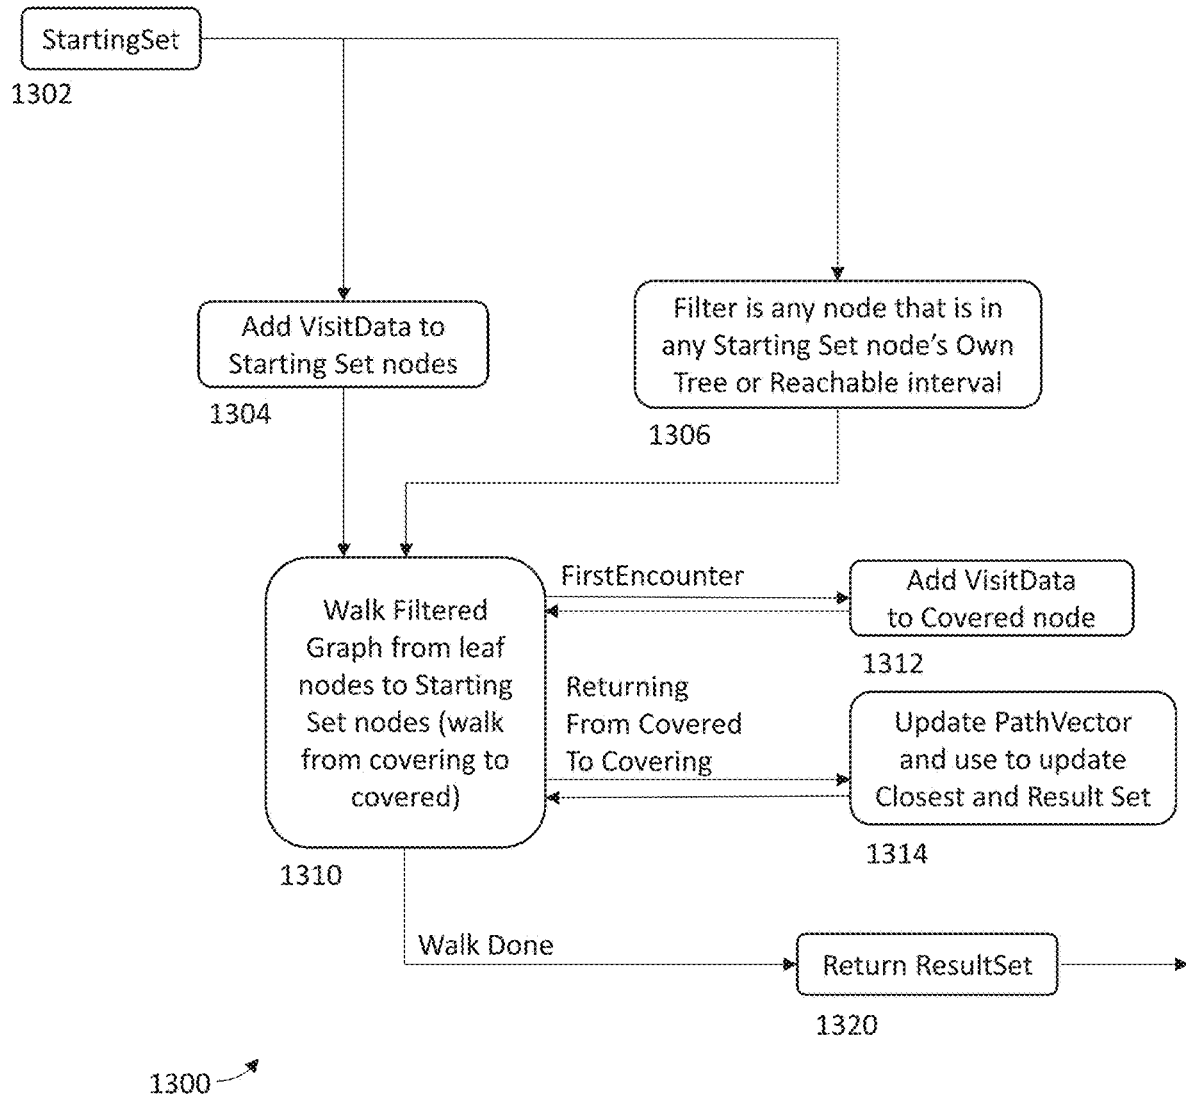 StartingSet
1302
Add VisitData to
Starting Set nodes
1304
Filter is any node that is in
any Starting Set node's Own
Tree or Reachable interval
1306
Walk Filtered
Graph from leaf
nodes to Starting
Set nodes (walk
from covering to
covered)
1310
FirstEncounter
Add VisitData
to Covered node
1312
Returning
From Covered
To Covering
Update PathVector
and use to update
Closest and Result Set
1314
Walk Done
Return ResultSet
1320
1300